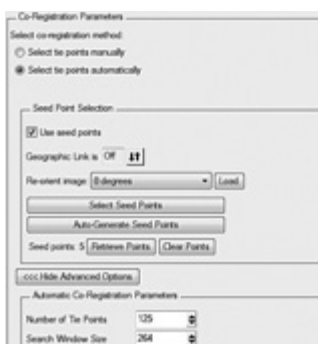 Co-Registration Parameters
Select co-registration method:
Select tie points manually
Select tie points automatically
Seed Point Selection
Use seed points
Geographic Link is Off
Re-orient image 0 degrees Load
Select Seed Points
Auto-Generate Seed Points
Seed points: 5 Retrieve Points Clear Points
<<< Hide Advanced Options
Automatic Co-Registration Parameters
Number of Tie Points 125
Search Window Size 264